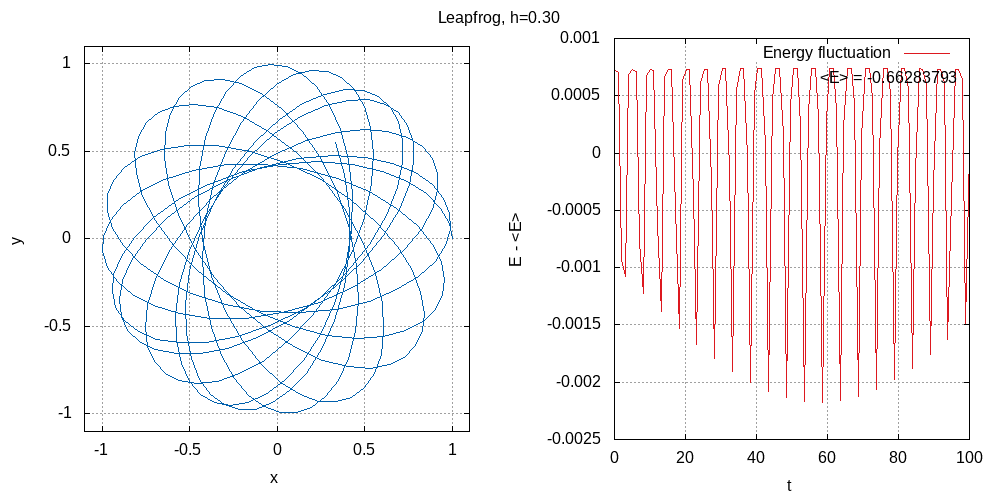 Leapfrog, h=0.30
1
0.5
0
-0.5
-1
-1 -0.5 0 0.5 1
x
y
0.001
0.0005
0
-0.0005
-0.001
-0.0015
-0.002
-0.0025
0 20 40 60 80 100
t
E - <E>
Energy fluctuation
<E> = -0.66283793